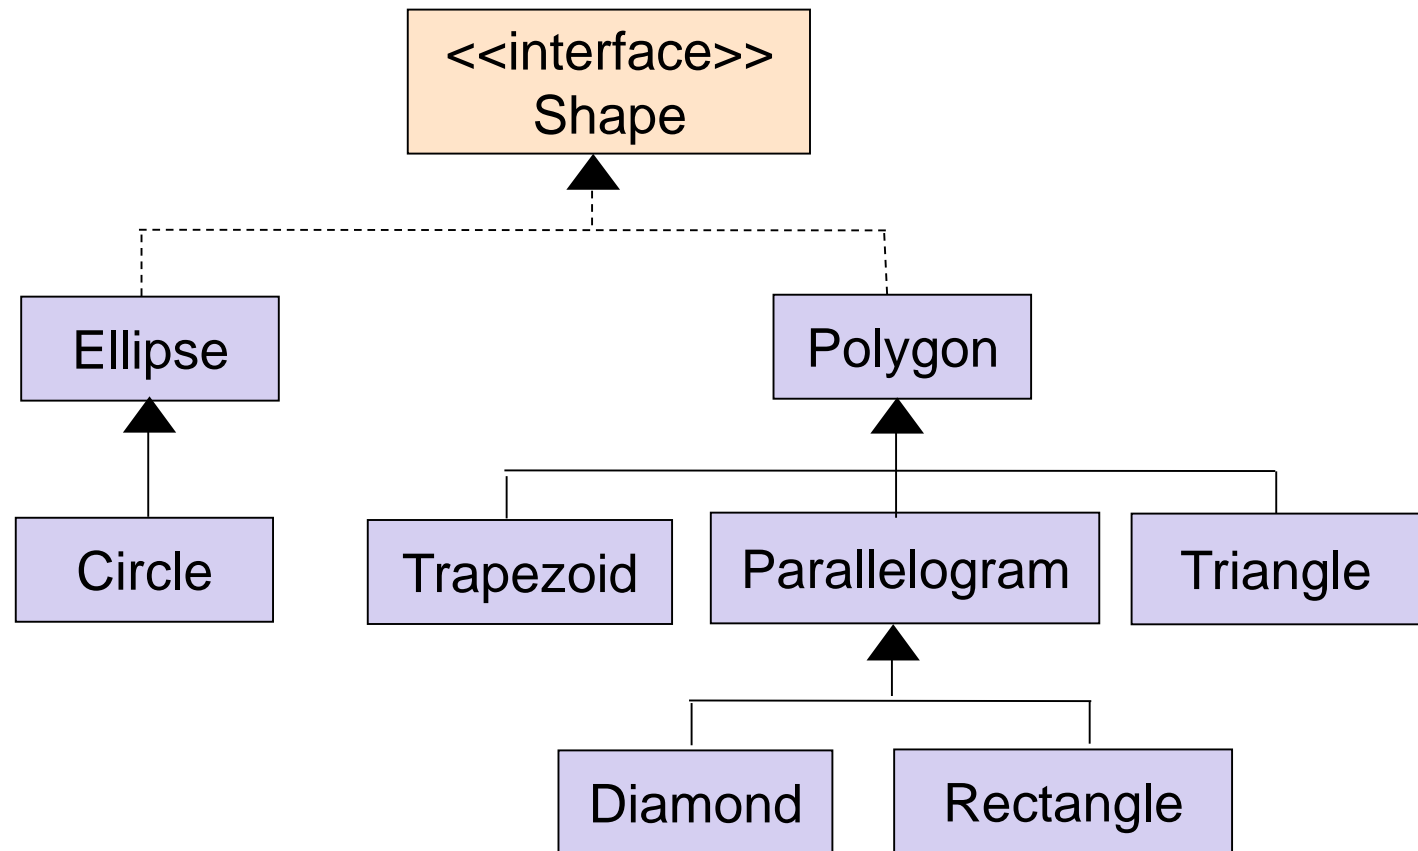 <<interface>>
Shape
Ellipse
Polygon
Circle
Trapezoid
Parallelogram
Triangle
Diamond
Rectangle